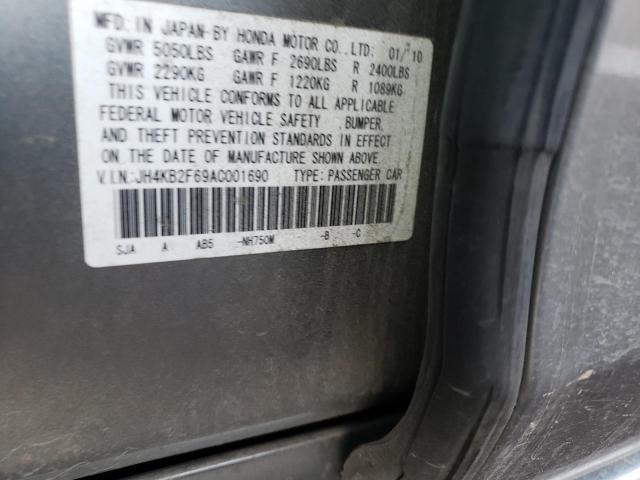 MFD. IN JAPAN-BY HONDA MOTOR CO., LTD: 01/10
GVWR 5050LBS GAWR F 2690LBS R 2400LBS
GVWR 2290KG GAWR F 1220KG R 1089KG
THIS VEHICLE CONFORMS TO ALL APPLICABLE
FEDERAL MOTOR VEHICLE SAFETY , BUMPER,
AND THEFT PREVENTION STANDARDS IN EFFECT
ON THE DATE OF MANUFACTURE SHOWN ABOVE.
V.I.N.:JH4KB2F69AC001690 TYPE: PASSENGER CAR
SJA A AB5 -NH750M -B -C